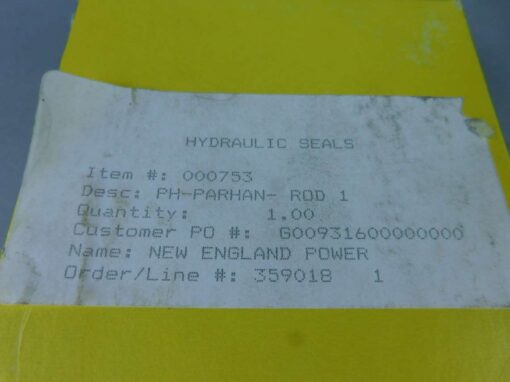 HYDRAULIC SEALS
Item #: 000753
Desc: PH-PARHAN- ROD 1
Quantity: 1.00
Customer PO #: G00931600000000
Name: NEW ENGLAND POWER
Order/Line #: 359018 1